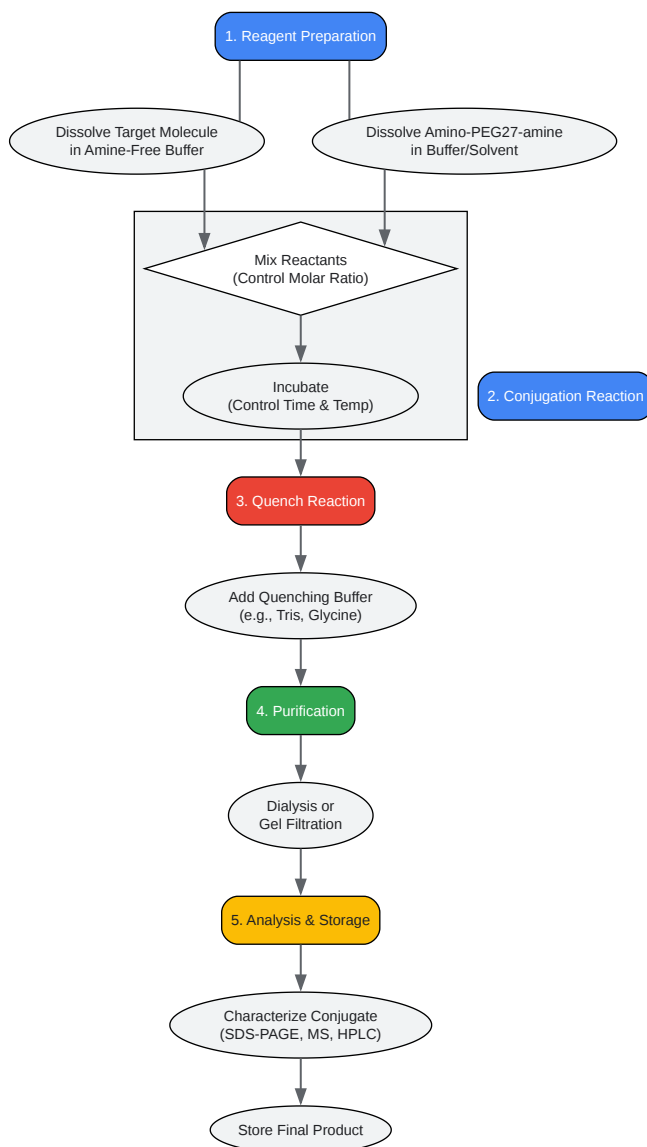 1. Reagent Preparation
Dissolve Target Molecule
in Amine-Free Buffer
Dissolve Amino-PEG27-amine
in Buffer/Solvent
Mix Reactants
(Control Molar Ratio)
Incubate
(Control Time & Temp)
2. Conjugation Reaction
3. Quench Reaction
Add Quenching Buffer
(e.g., Tris, Glycine)
4. Purification
Dialysis or
Gel Filtration
5. Analysis & Storage
Characterize Conjugate
(SDS-PAGE, MS, HPLC)
Store Final Product